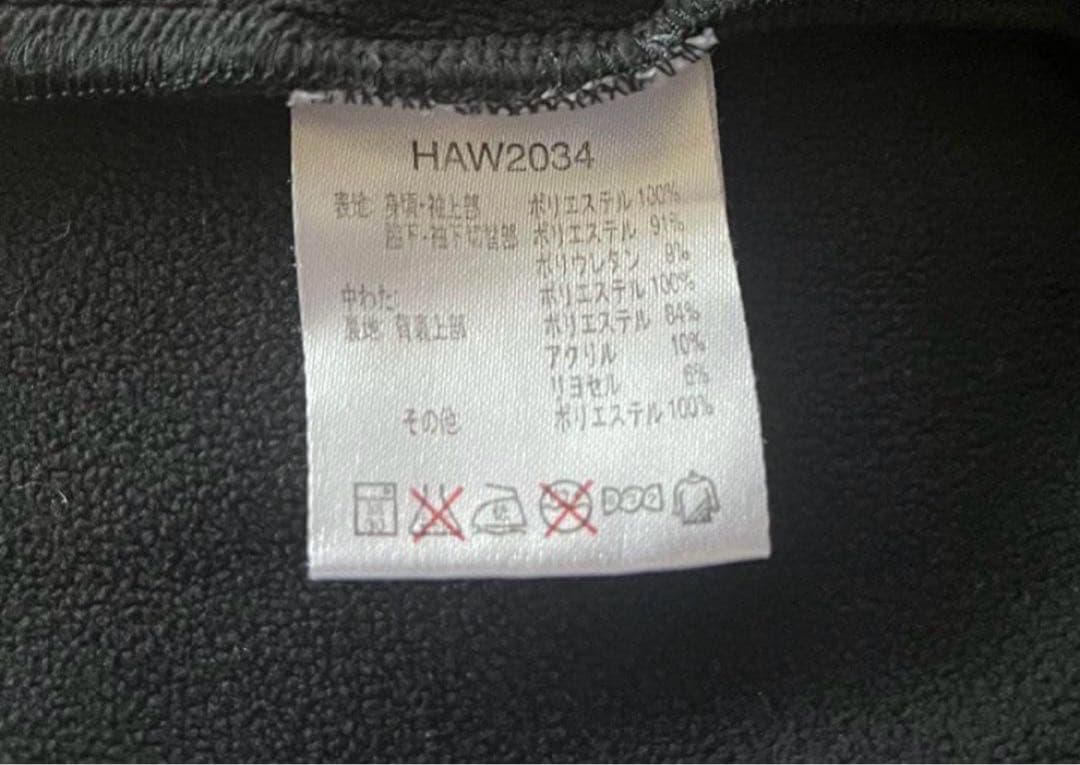 HAW2034
表地: 身頃・袖上部 ポリエステル 100%
脇下・袖下切替部 ポリエステル 91%
ポリウレタン 9%
中わた: ポリエステル 100%
裏地: 背裏上部 ポリエステル 84%
アクリル 10%
リヨセル 6%
その他 ポリエステル 100%